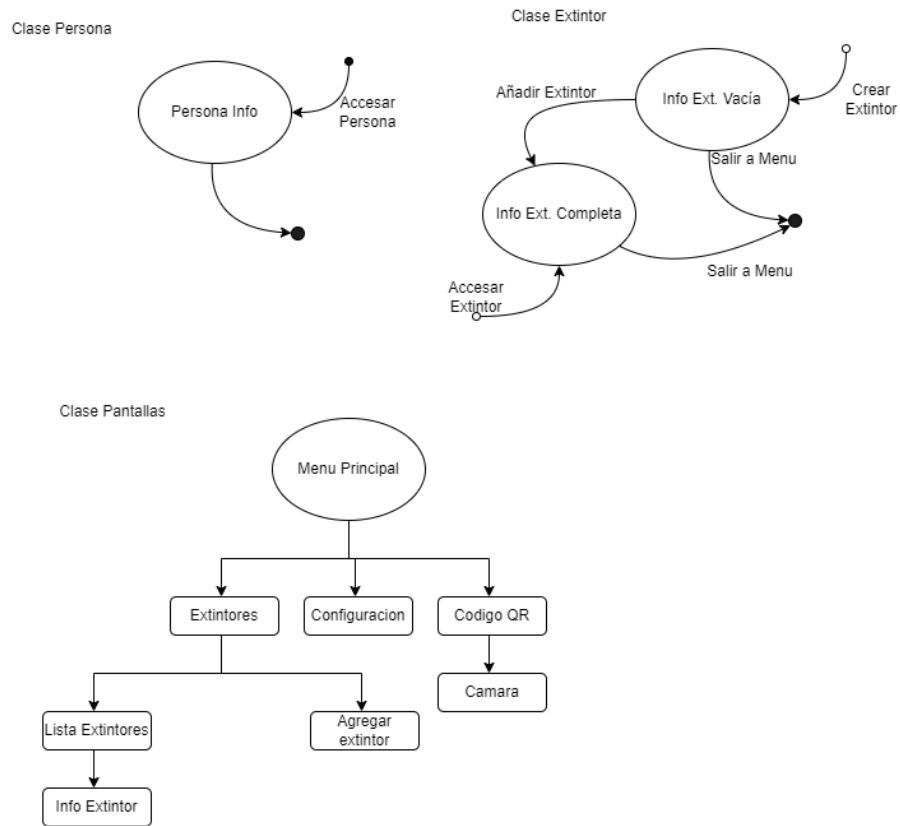 Clase Persona
Persona Info
Accesar
Persona
Clase Extintor
Añadir Extintor
Info Ext. Vacía
Crear
Extintor
Salir a Menu
Info Ext. Completa
Salir a Menu
Accesar
Extintor
Clase Pantallas
Menu Principal
Extintores
Configuracion
Codigo QR
Camara
Lista Extintores
Agregar
extintor
Info Extintor